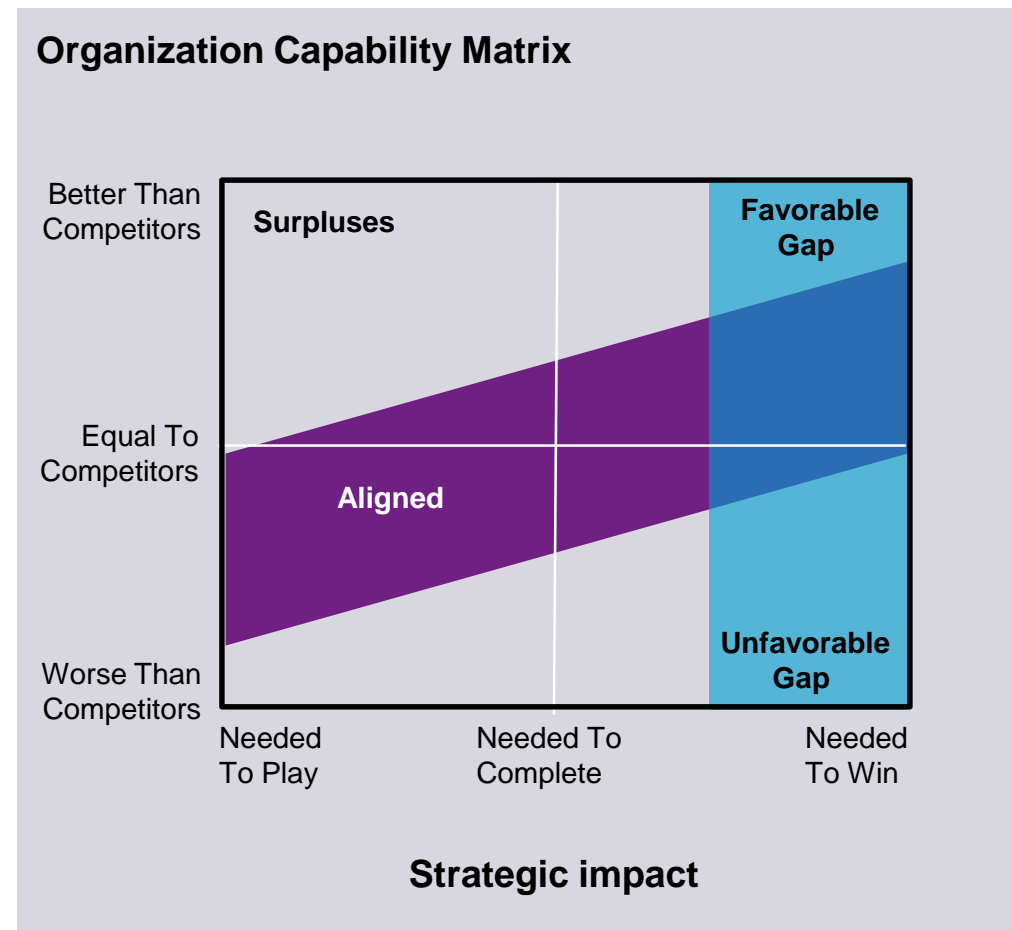 Organization Capability Matrix
Better Than
Competitors
Surpluses
Favorable
Gap
Equal To
Competitors
Aligned
Unfavorable
Gap
Worse Than
Competitors
Needed
To Play
Needed To
Complete
Needed
To Win
Strategic impact